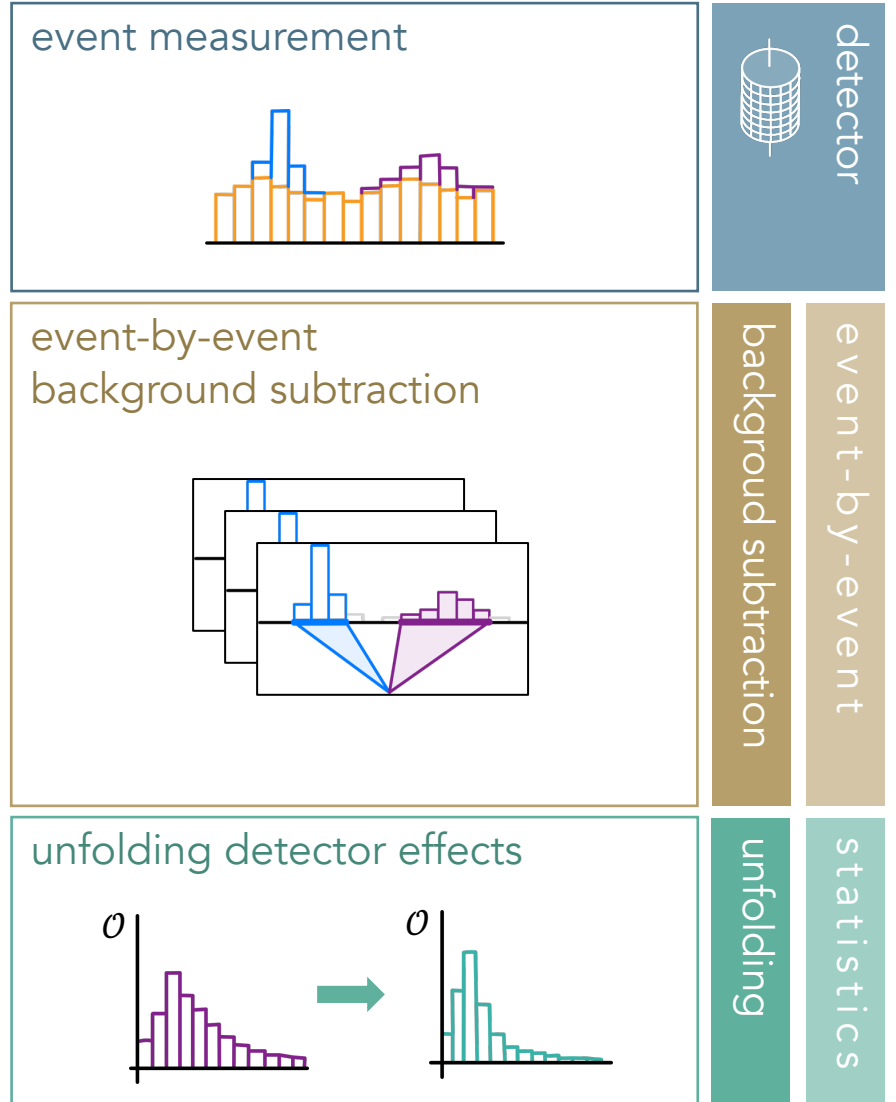 event measurement
detector
event-by-event
background subtraction
backgroud subtraction
event-by-event
unfolding detector effects
𝒪
𝒪
unfolding
statistics